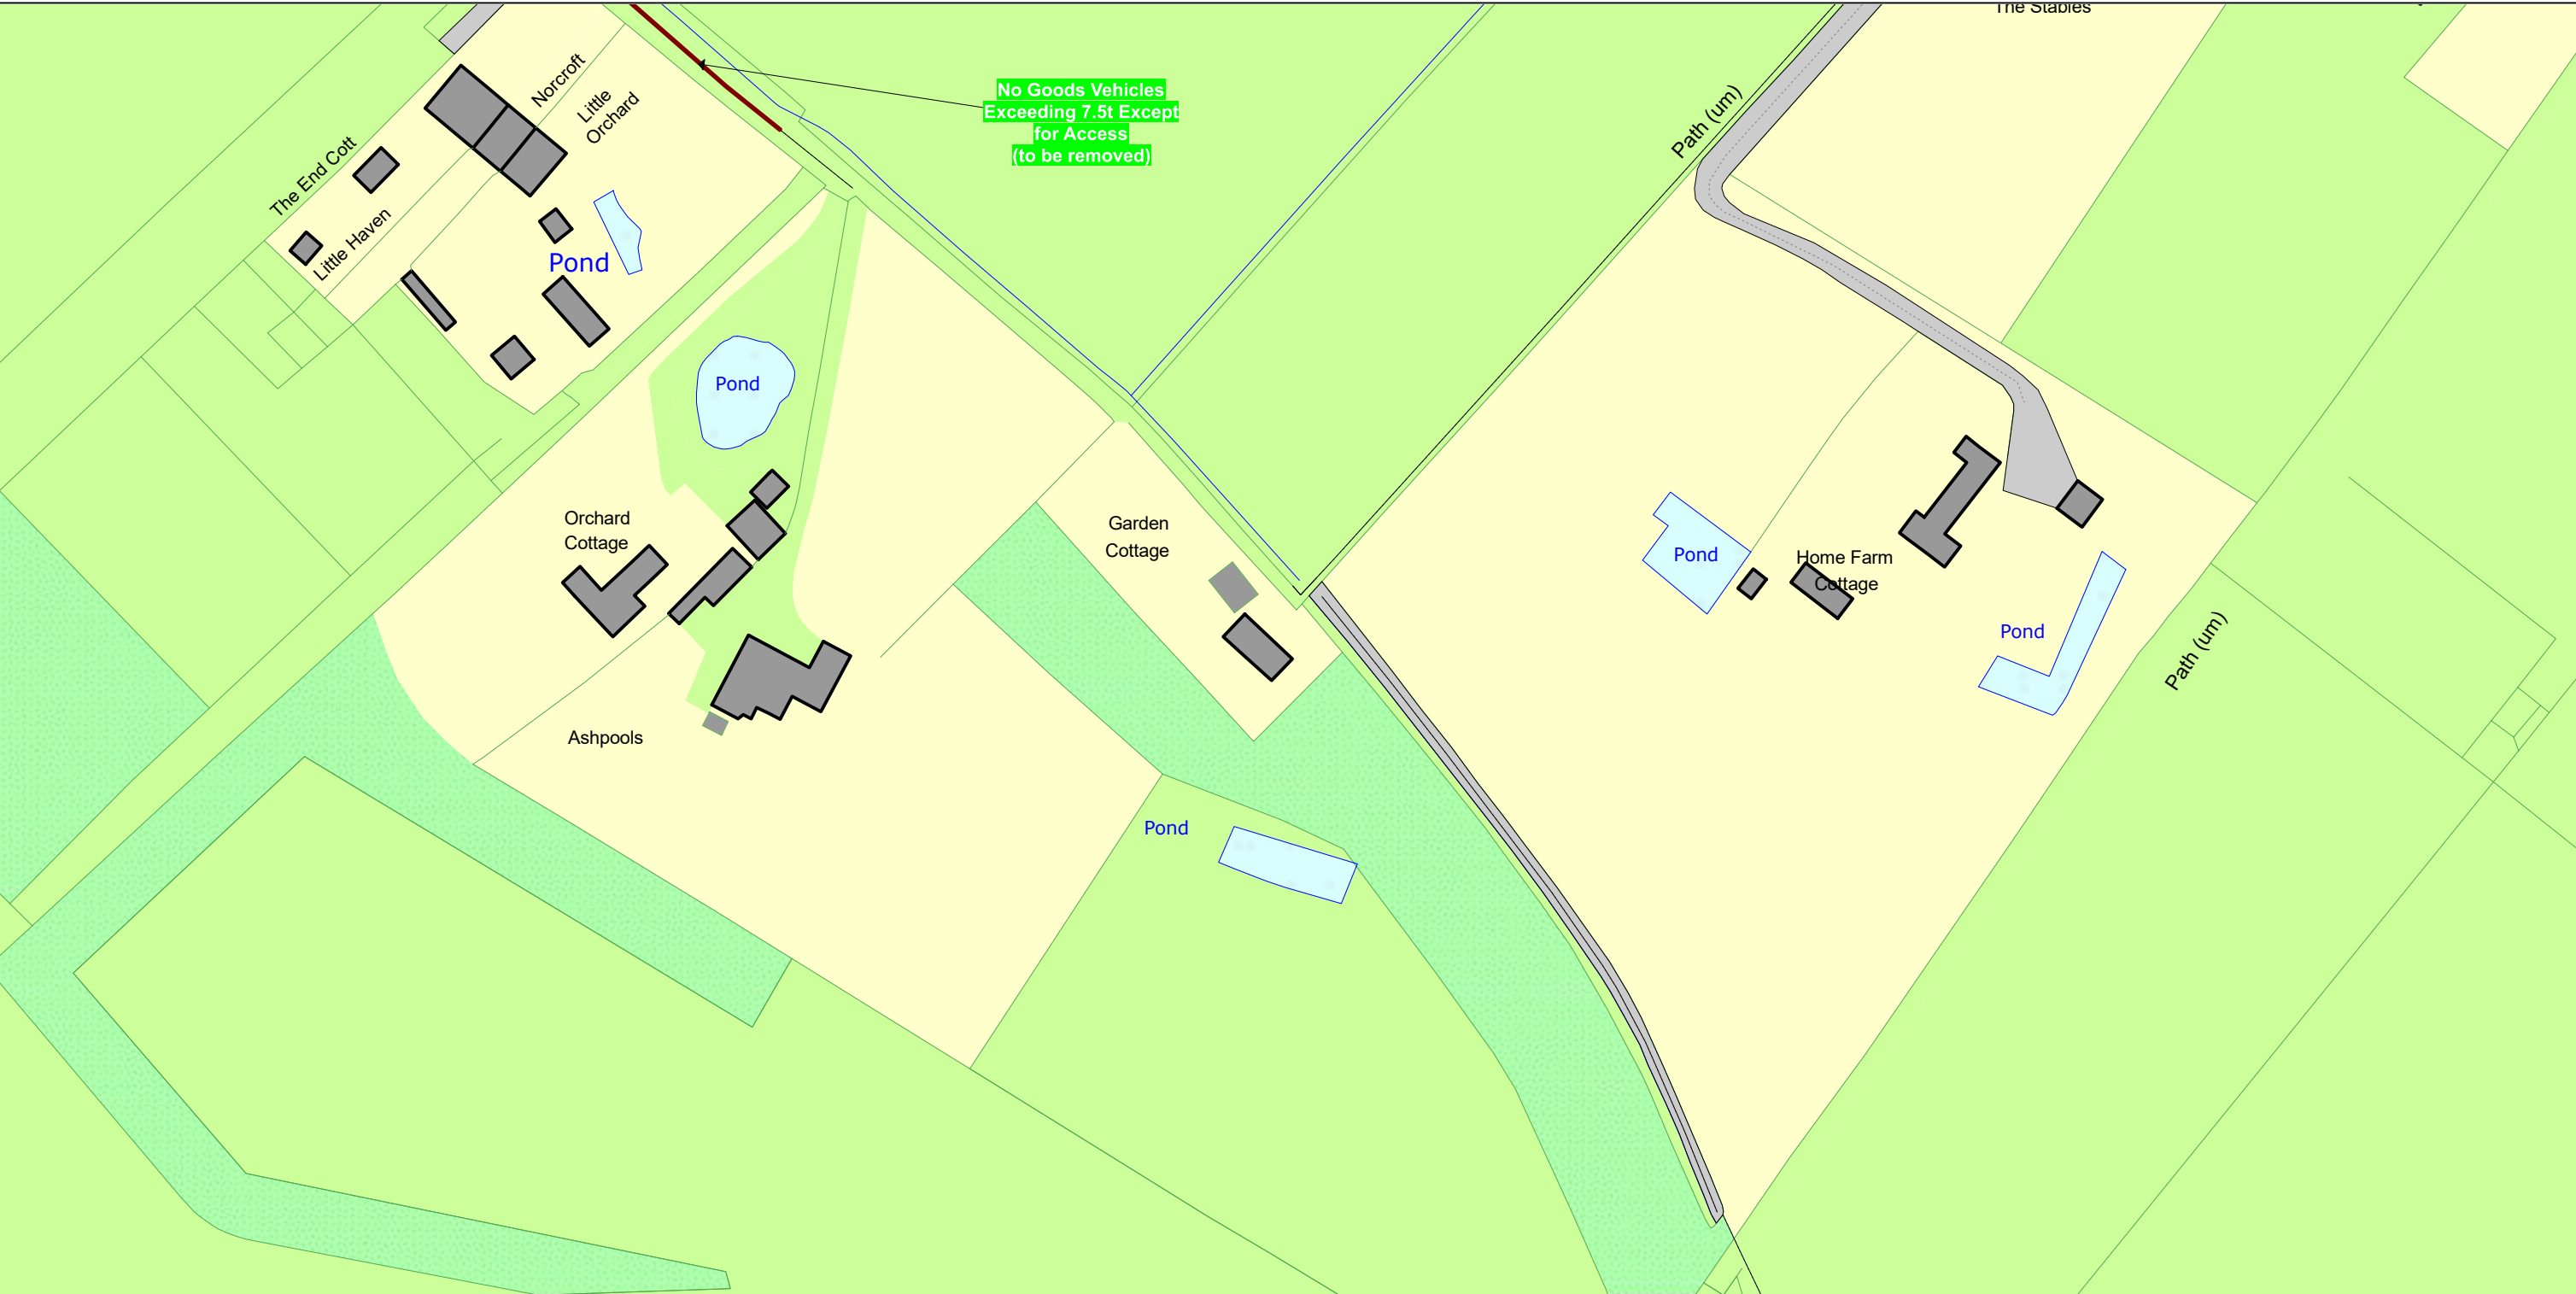 The Stables
No Goods Vehicles
Exceeding 7.5t Except
for Access
(to be removed)
Norcroft
Little
Orchard
The End Cott
Little Haven
Pond
Path (um)
Pond
Orchard
Cottage
Garden
Cottage
Pond
Home Farm
Cottage
Pond
Path (um)
Ashpools
Pond